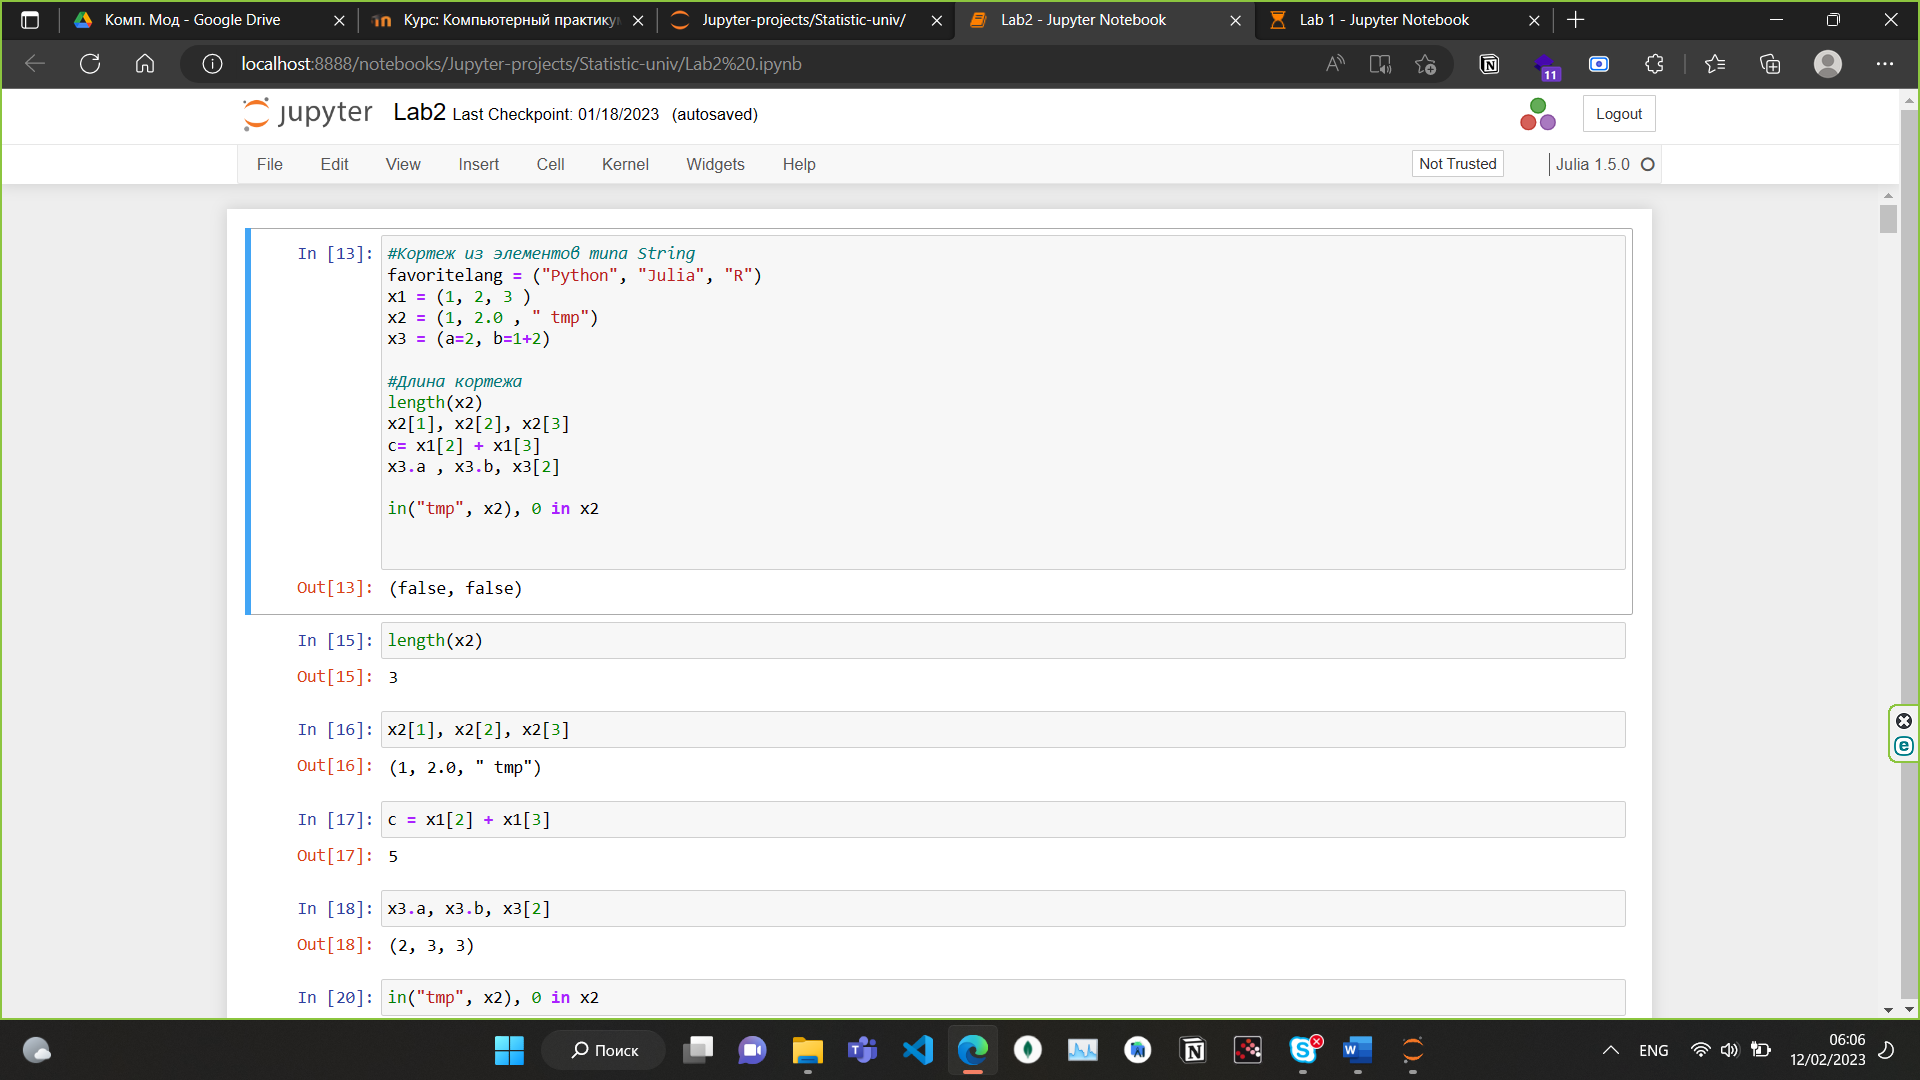 Комп. Мод - Google Drive
Курс: Компьютерный практикум
Jupyter-projects/Statistic-univ/
Lab2 - Jupyter Notebook
Lab 1 - Jupyter Notebook
localhost:8888/notebooks/Jupyter-projects/Statistic-univ/Lab2%20.ipynb
11
jupyter Lab2 Last Checkpoint: 01/18/2023 (autosaved)
Logout
File Edit View Insert Cell Kernel Widgets Help
Not Trusted
Julia 1.5.0
In [13]:
#Кортеж из элементов типа String
favoritelang = ("Python", "Julia", "R")
x1 = (1, 2, 3 )
x2 = (1, 2.0 , " tmp")
x3 = (a=2, b=1+2)
#Длина кортежа
length(x2)
x2[1], x2[2], x2[3]
c= x1[2] + x1[3]
x3.a , x3.b, x3[2]
in("tmp", x2), 0 in x2
Out[13]: (false, false)
In [15]: length(x2)
Out[15]: 3
In [16]: x2[1], x2[2], x2[3]
Out[16]: (1, 2.0, " tmp")
In [17]: c = x1[2] + x1[3]
Out[17]: 5
In [18]: x3.a, x3.b, x3[2]
Out[18]: (2, 3, 3)
In [20]: in("tmp", x2), 0 in x2
Поиск
ENG
06:06
12/02/2023